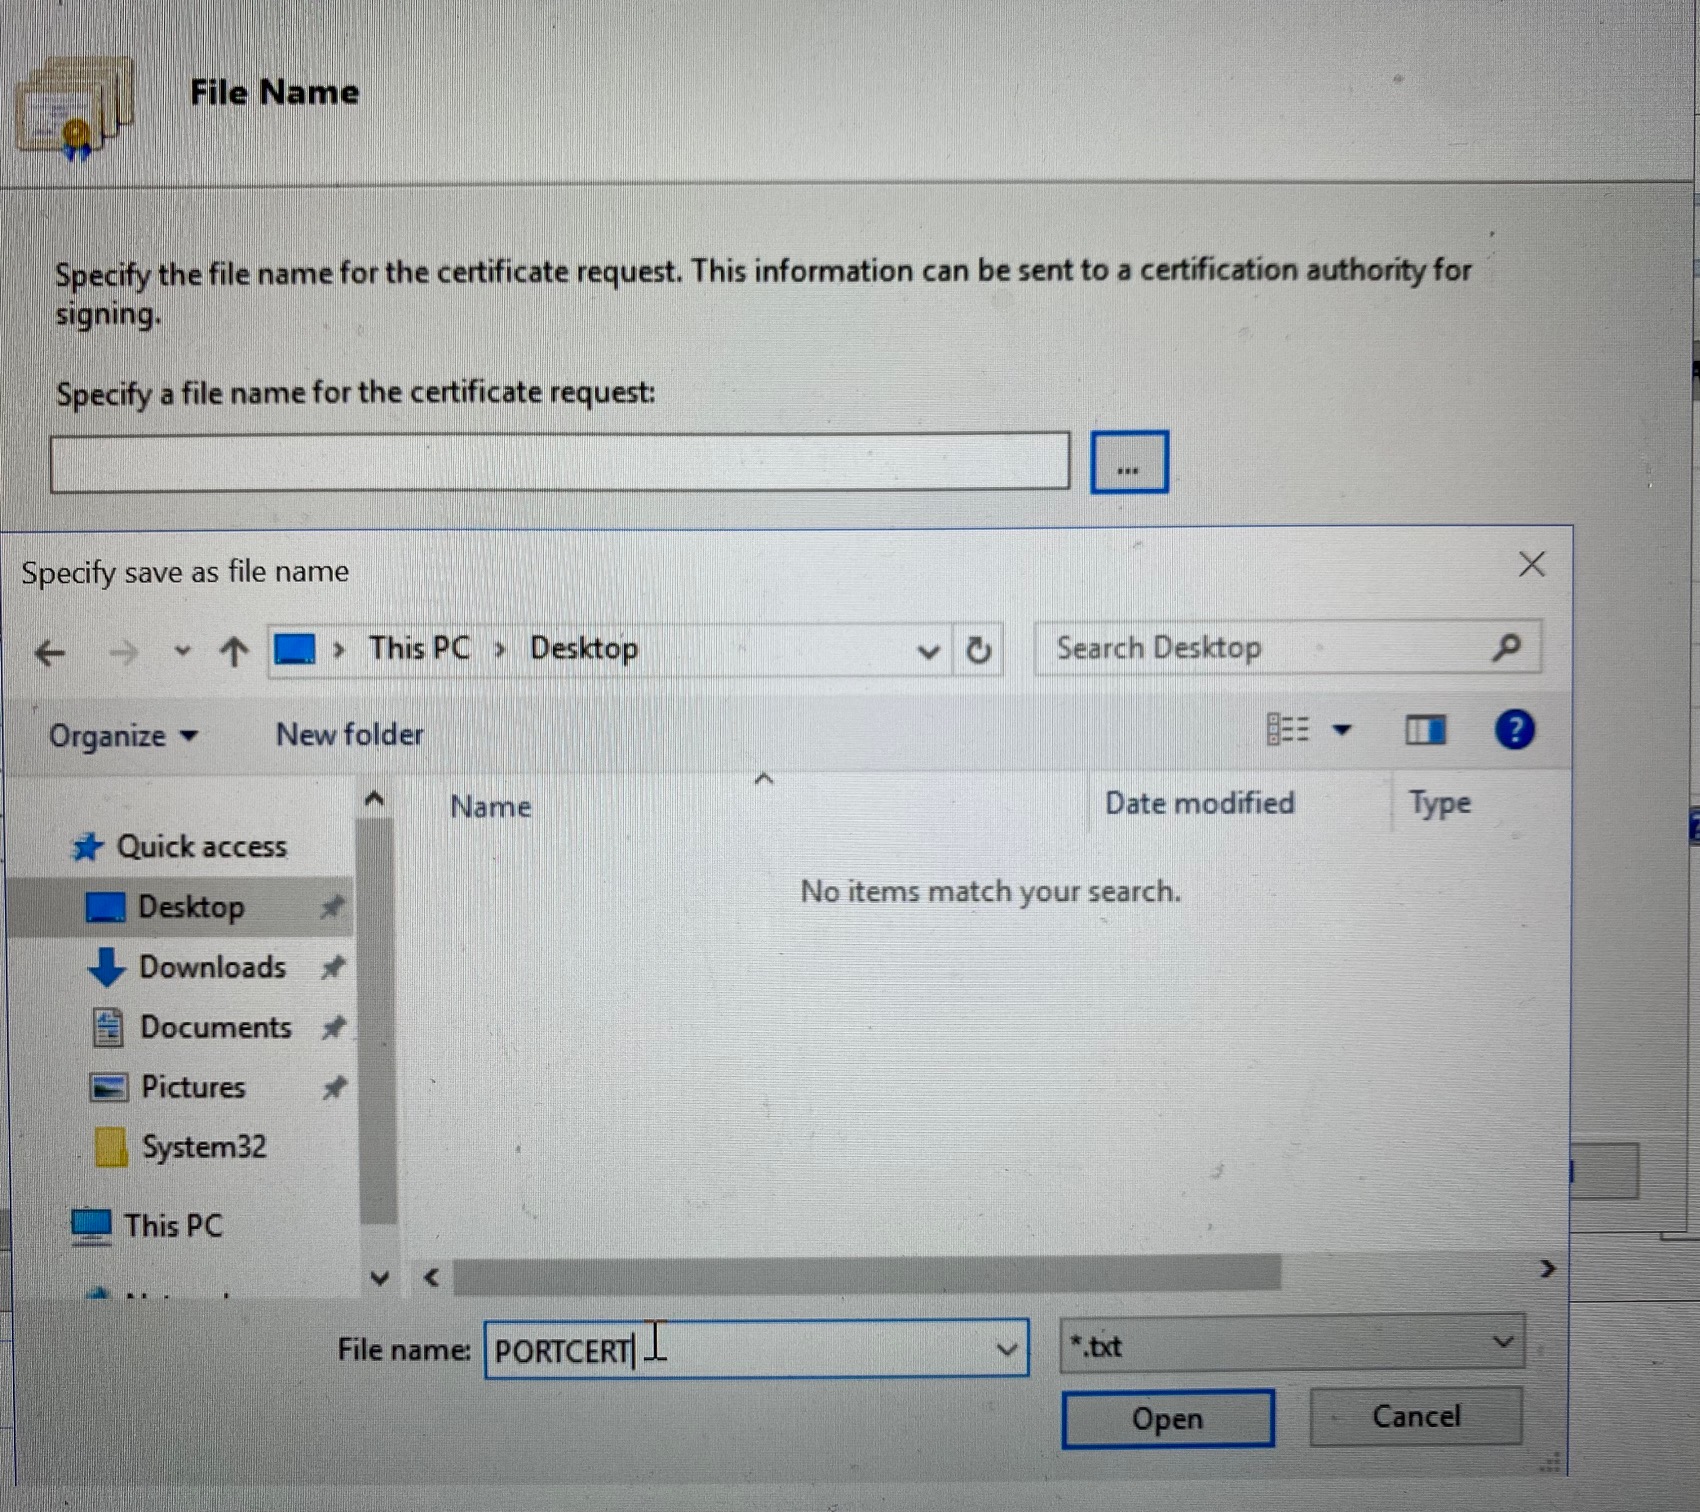 File Name
Specify the file name for the certificate request. This information can be sent to a certification authority for
signing.
Specify a file name for the certificate request:
...
Specify save as file name
This PC > Desktop
Search Desktop
Organize
New folder
?
Name
Date modified
Type
Quick access
No items match your search.
Desktop
Downloads
Documents
Pictures
System32
This PC
File name: PORTCERT
*.txt
Open
Cancel